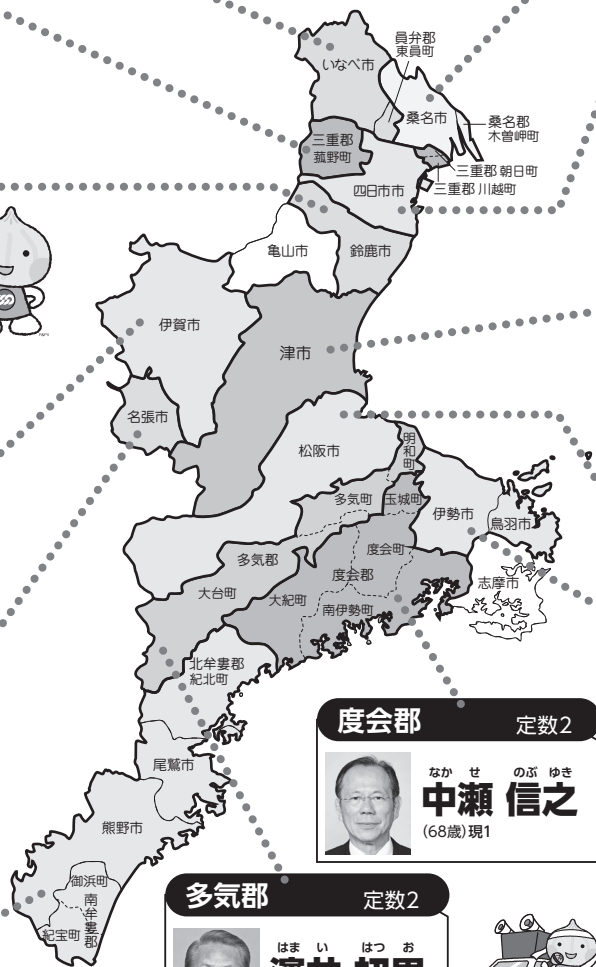 員弁郡
東員町
いなべ市
桑名市
桑名郡
木曽岬町
三重郡
菰野町
三重郡 朝日町
三重郡 川越町
四日市市
亀山市
鈴鹿市
伊賀市
津市
名張市
松阪市
明和町
多気町
玉城町
伊勢市
鳥羽市
度会町
多気郡
度会郡
志摩市
大台町
大紀町
南伊勢町
北牟婁郡
紀北町
尾鷲市
熊野市
御浜町
南牟婁郡
紀宝町
度会郡 定数2
なか せ のぶ ゆき
中瀬 信之
(68歳)現1
多気郡 定数2
はま い はつ お
濱井 初男